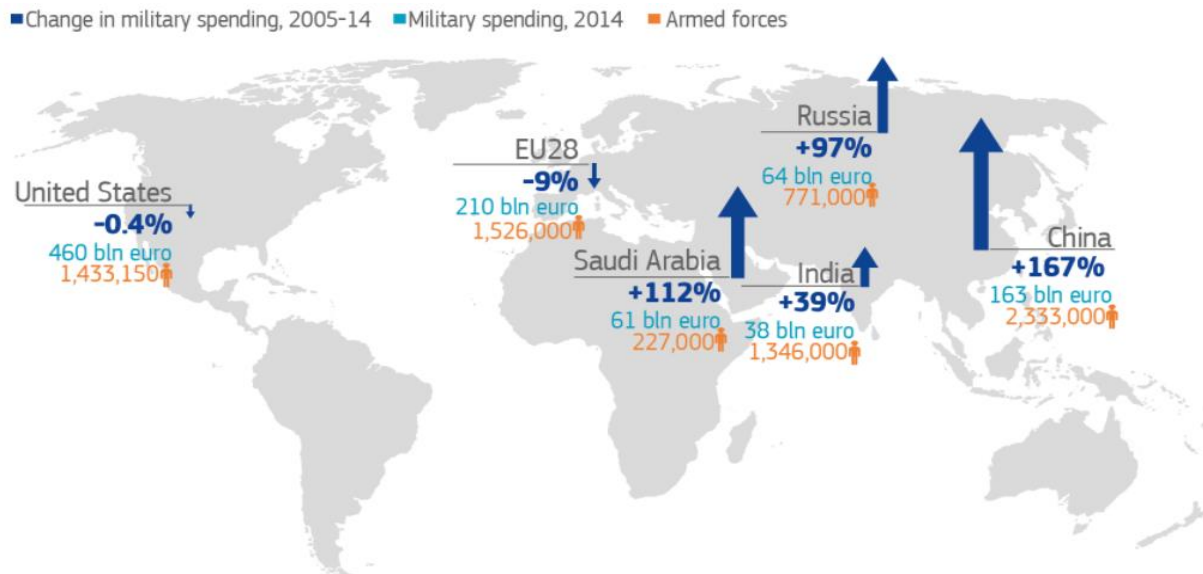 Change in military spending, 2005-14 Military spending, 2014 Armed forces
United States
-0.4%
460 bln euro
1,433,150
EU28
-9%
210 bln euro
1,526,000
Saudi Arabia
+112%
61 bln euro
227,000
Russia
+97%
64 bln euro
771,000
India
+39%
38 bln euro
1,346,000
China
+167%
163 bln euro
2,333,000